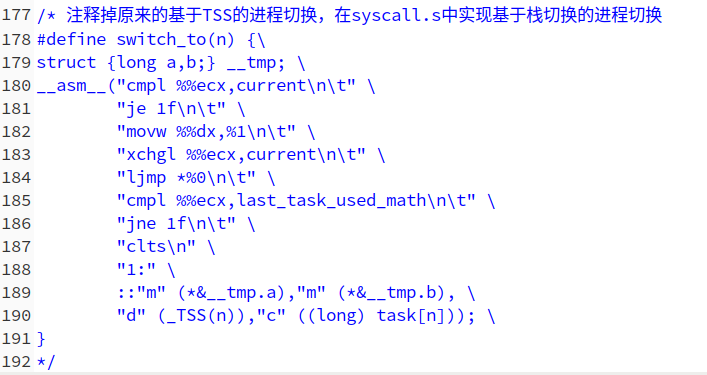 177 /* 注释掉原来的基于TSS的进程切换，在syscall.s中实现基于栈切换的进程切换
178 #define switch_to(n) {\
179 struct {long a,b;} __tmp; \
180 __asm__("cmpl %%ecx,current\n\t" \
181         "je 1f\n\t" \
182         "movw %%dx,%1\n\t" \
183         "xchgl %%ecx,current\n\t" \
184         "ljmp *%0\n\t" \
185         "cmpl %%ecx,last_task_used_math\n\t" \
186         "jne 1f\n\t" \
187         "clts\n" \
188         "1:" \
189         ::"m" (*&__tmp.a),"m" (*&__tmp.b), \
190         "d" (_TSS(n)),"c" ((long) task[n])); \
191 }
192 */